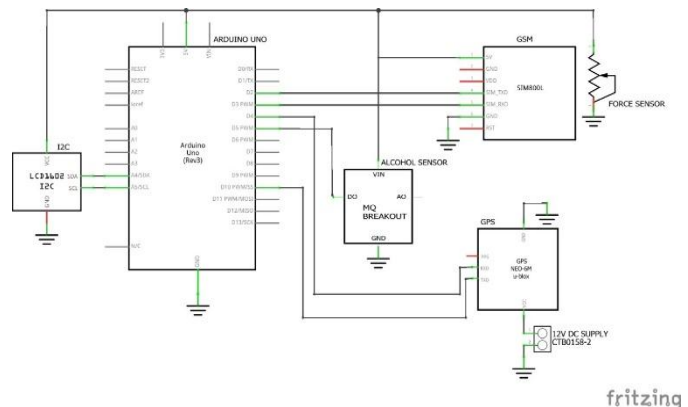 ARDUINO UNO
3V3
5V
VIN
RESET
RESET2
AREF
ioref
A0
A1
A2
A3
A4/SDA
A5/SCL
N/C
Arduino
Uno
(Rev3)
D0/RX
D1/TX
D2
D3 PWM
D4
D5 PWM
D6 PWM
D7
D8
D9 PWM
D10 PWM/SS
D11 PWM/MOSI
D12/MISO
D13/SCK
GND
I2C
VCC
LCD1602
I2C
SDA
SCL
GND
GSM
5V
GND
VDD
SIM_TXD
SIM_RXD
GND
RST
SIM800L
FORCE SENSOR
ALCOHOL SENSOR
VIN
DO
AO
MQ
BREAKOUT
GND
GPS
GND
GPS
NEO-6M
u-blox
RXD
TXD
VCC
12V DC SUPPLY
CTB0158-2
fritzing